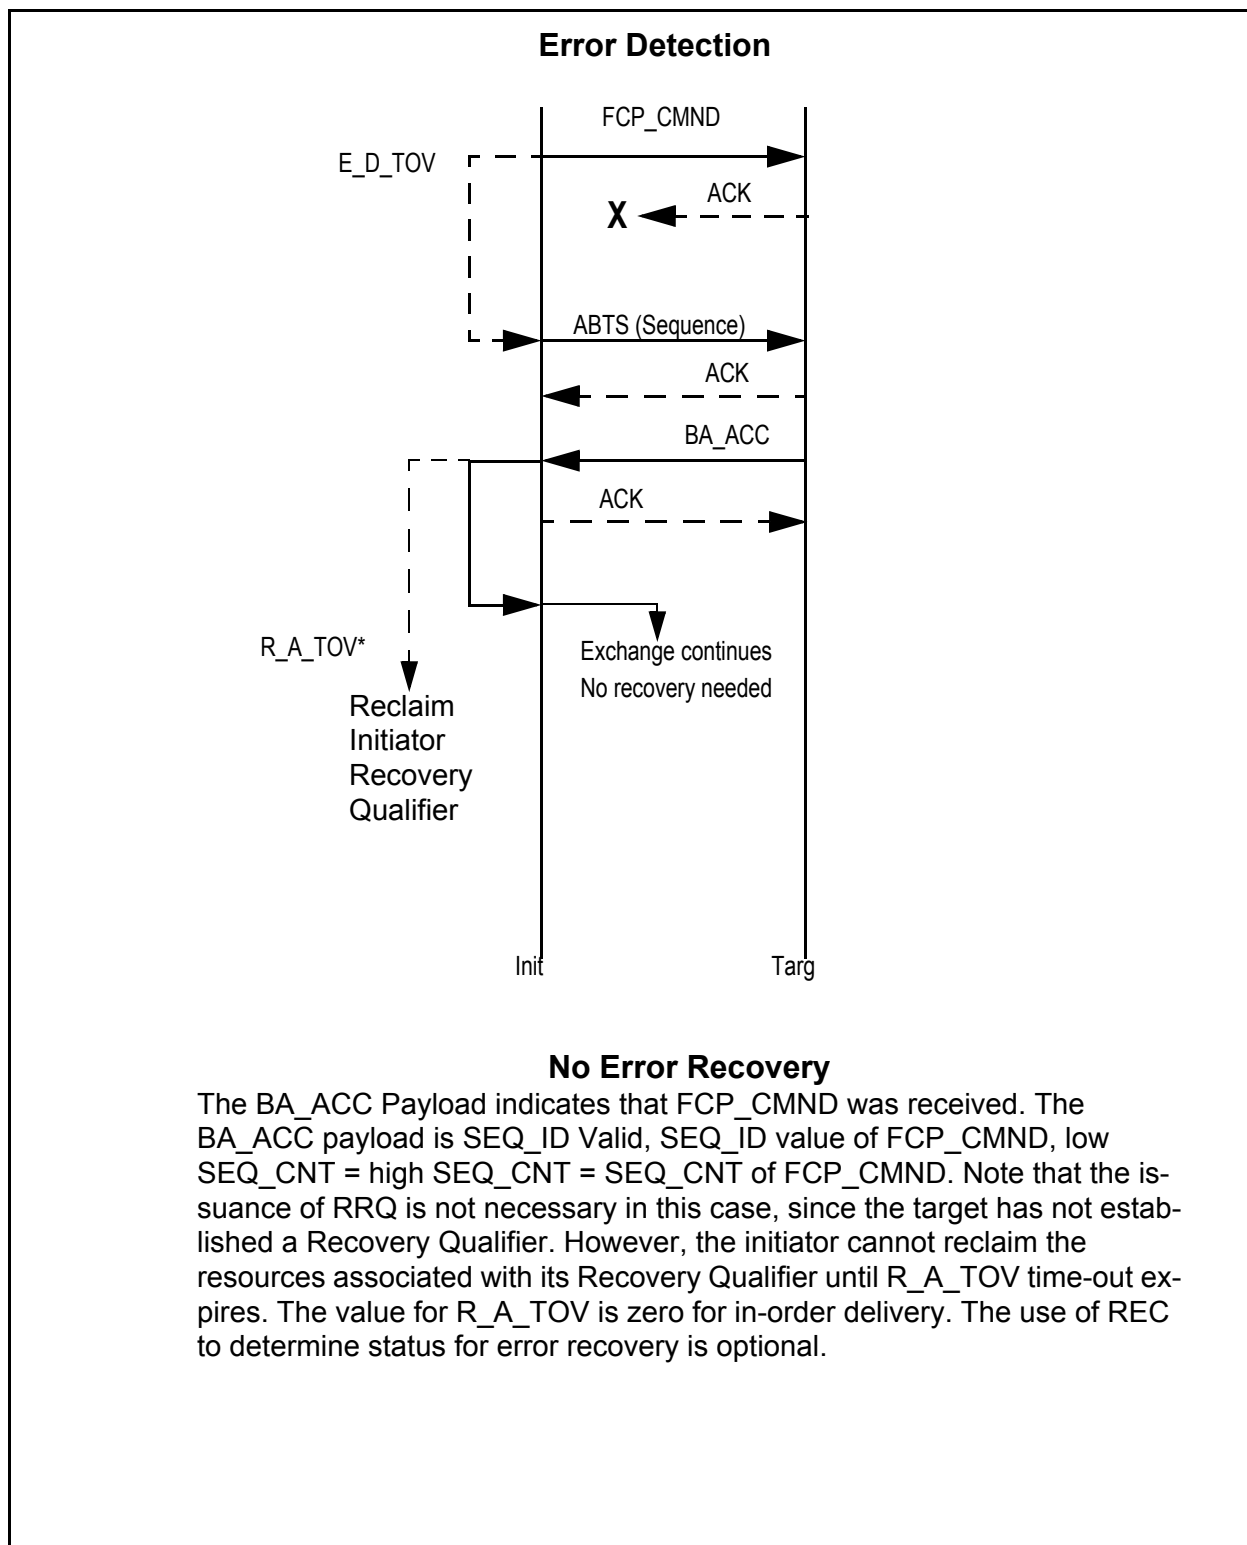 Error Detection
FCP_CMND
E_D_TOV
ACK
X
ABTS (Sequence)
ACK
BA_ACC
ACK
R_A_TOV*
Exchange continues
No recovery needed
Reclaim
Initiator
Recovery
Qualifier
Init
Targ
No Error Recovery
The BA_ACC Payload indicates that FCP_CMND was received. The
BA_ACC payload is SEQ_ID Valid, SEQ_ID value of FCP_CMND, low
SEQ_CNT = high SEQ_CNT = SEQ_CNT of FCP_CMND. Note that the is-
suance of RRQ is not necessary in this case, since the target has not estab-
lished a Recovery Qualifier. However, the initiator cannot reclaim the
resources associated with its Recovery Qualifier until R_A_TOV time-out ex-
pires. The value for R_A_TOV is zero for in-order delivery. The use of REC
to determine status for error recovery is optional.